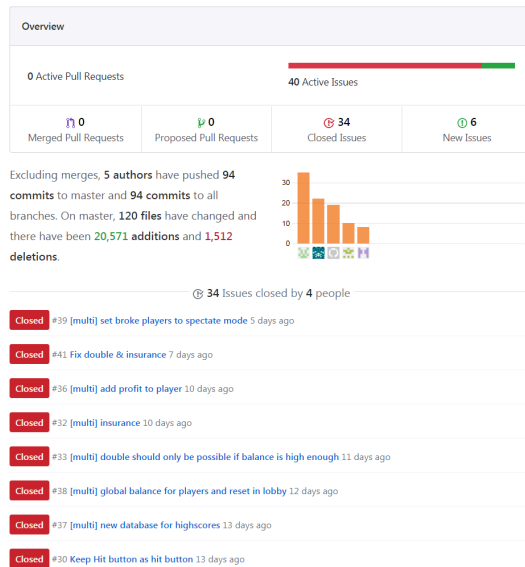 Overview
0 Active Pull Requests
40 Active Issues
0
Merged Pull Requests
0
Proposed Pull Requests
34
Closed Issues
6
New Issues
Excluding merges, 5 authors have pushed 94
commits to master and 94 commits to all
branches. On master, 120 files have changed and
there have been 20,571 additions and 1,512
deletions.
30
20
10
0
34 Issues closed by 4 people
Closed #39 [multi] set broke players to spectate mode 5 days ago
Closed #41 Fix double & insurance 7 days ago
Closed #36 [multi] add profit to player 10 days ago
Closed #32 [multi] insurance 10 days ago
Closed #33 [multi] double should only be possible if balance is high enough 11 days ago
Closed #38 [multi] global balance for players and reset in lobby 12 days ago
Closed #37 [multi] new database for highscores 13 days ago
Closed #30 Keep Hit button as hit button 13 days ago